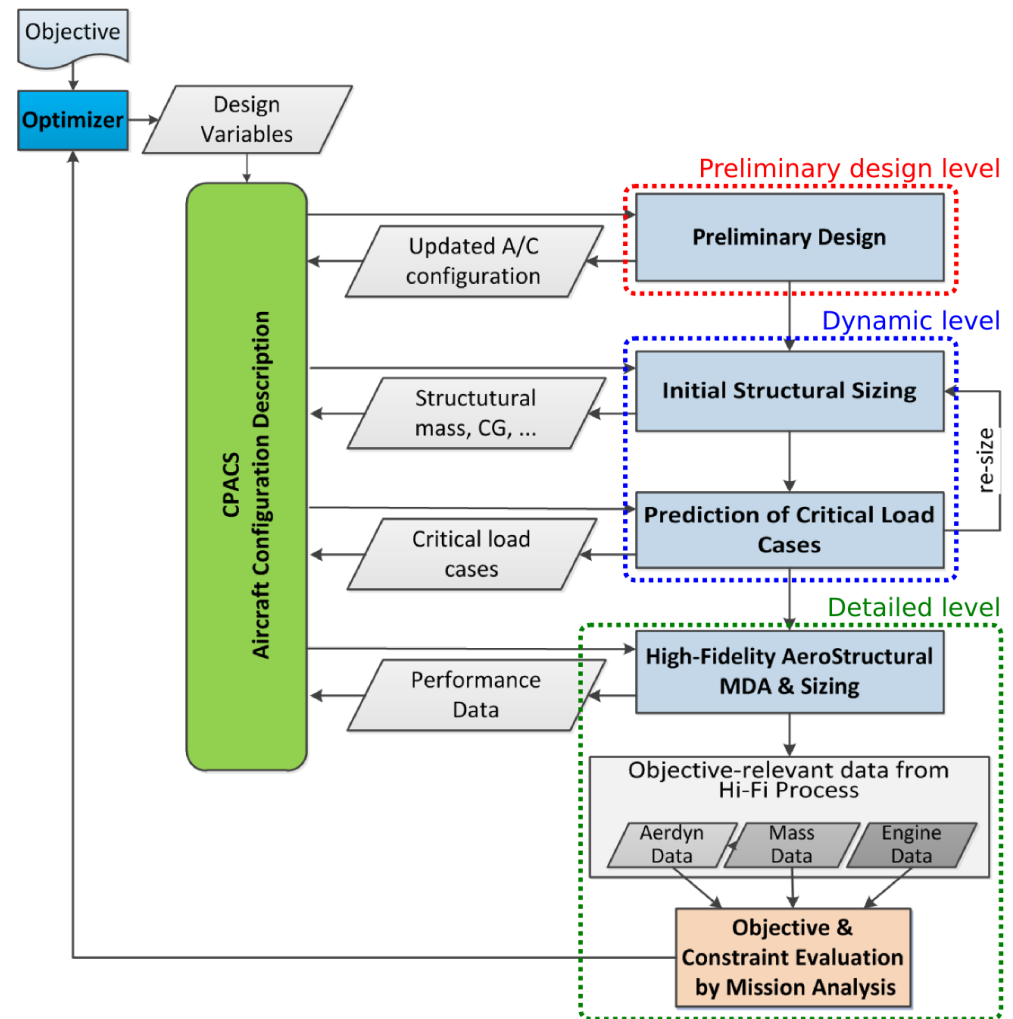 Objective
Optimizer
Design
Variables
Preliminary design level
Preliminary Design
Updated A/C
configuration
Dynamic level
Initial Structural Sizing
Structutural
mass, CG, ...
re-size
CPACS
Aircraft Configuration Description
Prediction of Critical Load
Cases
Critical load
cases
Detailed level
High-Fidelity AeroStructural
MDA & Sizing
Performance
Data
Objective-relevant data from
Hi-Fi Process
Aerdyn
Data
Mass
Data
Engine
Data
Objective &
Constraint Evaluation
by Mission Analysis